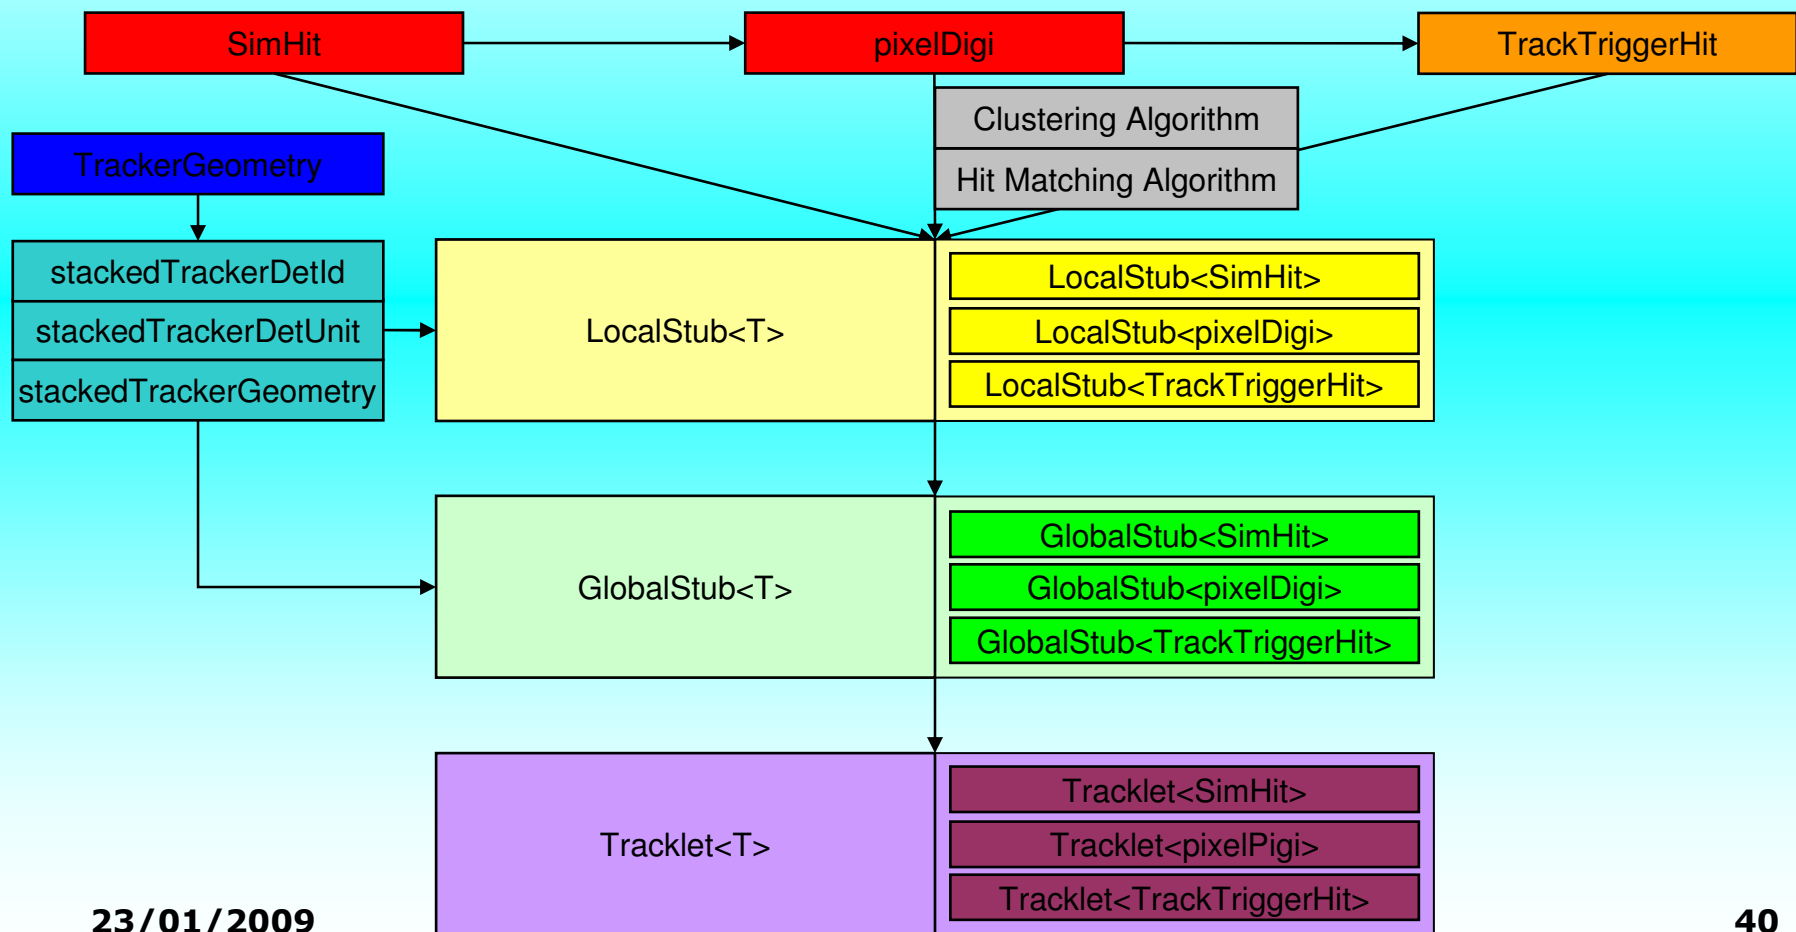 SimHit
pixelDigi
TrackTriggerHit
Clustering Algorithm
Hit Matching Algorithm
TrackerGeometry
stackedTrackerDetId
stackedTrackerDetUnit
stackedTrackerGeometry
LocalStub<T>
LocalStub<SimHit>
LocalStub<pixelDigi>
LocalStub<TrackTriggerHit>
GlobalStub<T>
GlobalStub<SimHit>
GlobalStub<pixelDigi>
GlobalStub<TrackTriggerHit>
Tracklet<T>
Tracklet<SimHit>
Tracklet<pixelPigi>
Tracklet<TrackTriggerHit>
23/01/2009
40